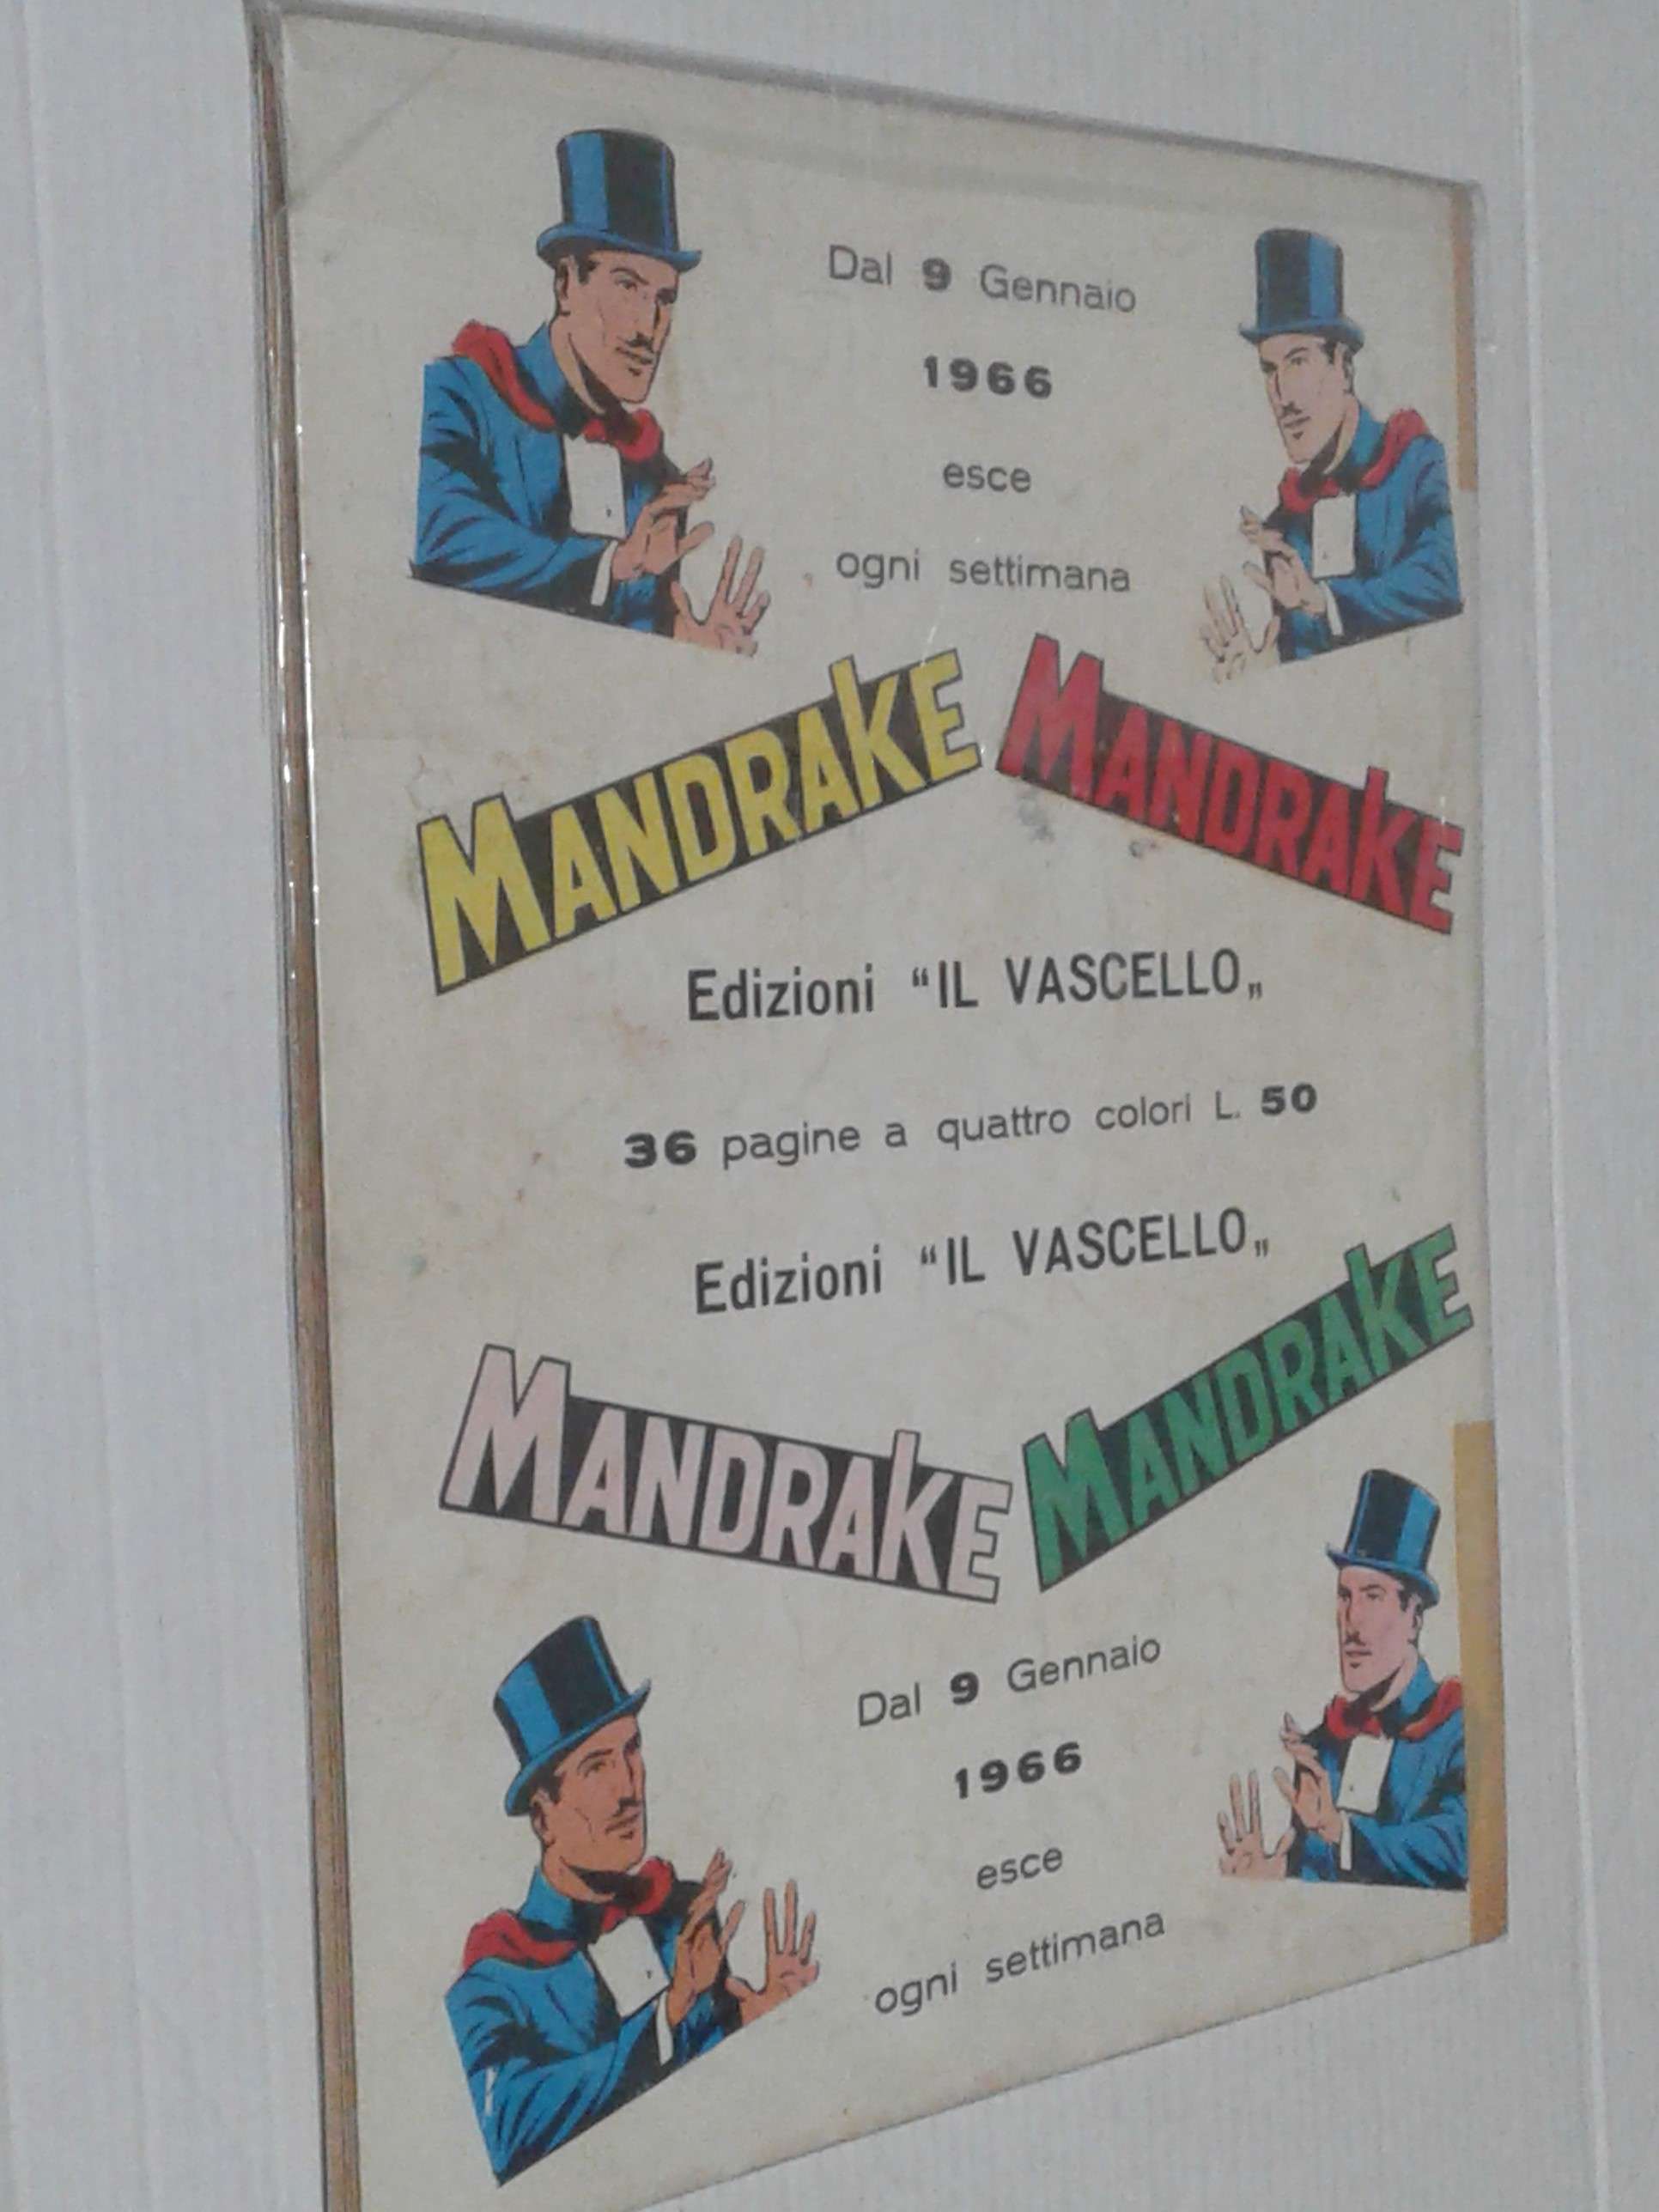 Dal 9 Gennaio
1966
esce
ogni settimana
MANDRAKE
MANDRAKE
Edizioni “IL VASCELLO„
36 pagine a quattro colori L. 50
Edizioni “IL VASCELLO„
MANDRAKE
MANDRAKE
Dal 9 Gennaio
1966
esce
ogni settimana